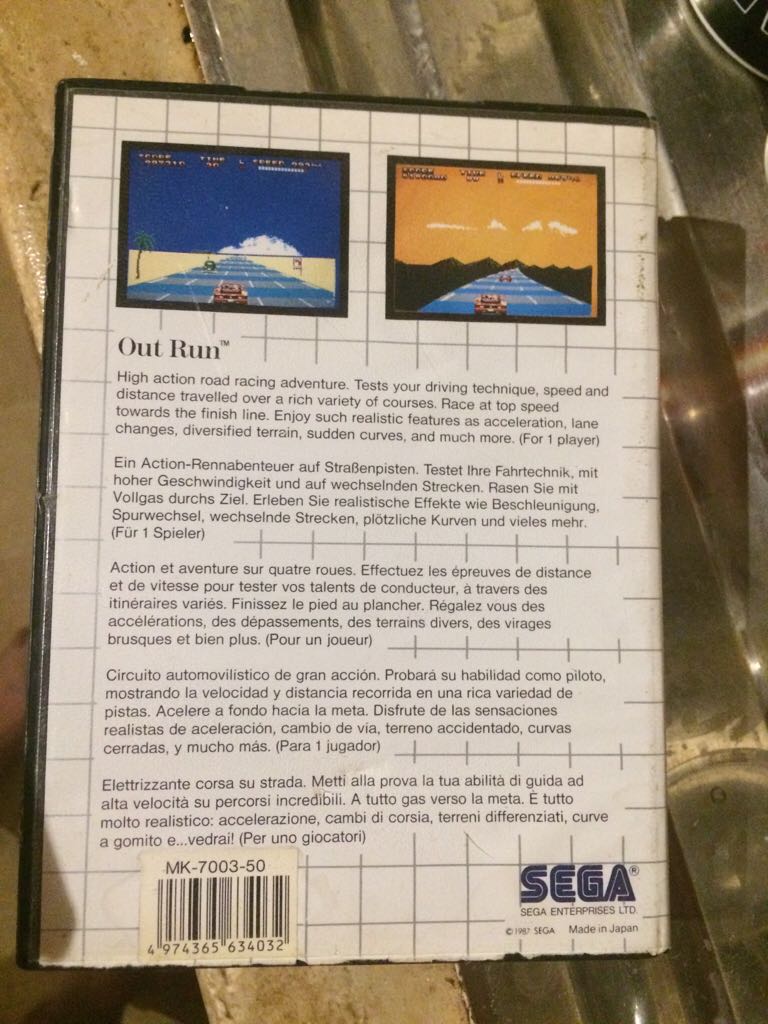 SCORE TIME SPEED
Out Run™
High action road racing adventure. Tests your driving technique, speed and
distance travelled over a rich variety of courses. Race at top speed
towards the finish line. Enjoy such realistic features as acceleration, lane
changes, diversified terrain, sudden curves, and much more. (For 1 player)
Ein Action-Rennabenteuer auf Straßenpisten. Testet Ihre Fahrtechnik, mit
hoher Geschwindigkeit und auf wechselnden Strecken. Rasen Sie mit
Vollgas durchs Ziel. Erleben Sie realistische Effekte wie Beschleunigung,
Spurwechsel, wechselnde Strecken, plötzliche Kurven und vieles mehr.
(Für 1 Spieler)
Action et aventure sur quatre roues. Effectuez les épreuves de distance
et de vitesse pour tester vos talents de conducteur, à travers des
itinéraires variés. Finissez le pied au plancher. Régalez vous des
accélérations, des dépassements, des terrains divers, des virages
brusques et bien plus. (Pour un joueur)
Circuito automovilístico de gran acción. Probará su habilidad como piloto,
mostrando la velocidad y distancia recorrida en una rica variedad de
pistas. Acelere a fondo hacia la meta. Disfrute de las sensaciones
realistas de aceleración, cambio de vía, terreno accidentado, curvas
cerradas, y mucho más. (Para 1 jugador)
Elettrizzante corsa su strada. Metti alla prova la tua abilità di guida ad
alta velocità su percorsi incredibili. A tutto gas verso la meta. È tutto
molto realistico: accelerazione, cambi di corsia, terreni differenziati, curve
a gomito e...vedrai! (Per uno giocatori)
MK-7003-50
4 974365 634032
SEGA®
SEGA ENTERPRISES LTD.
©1987 SEGA Made in Japan